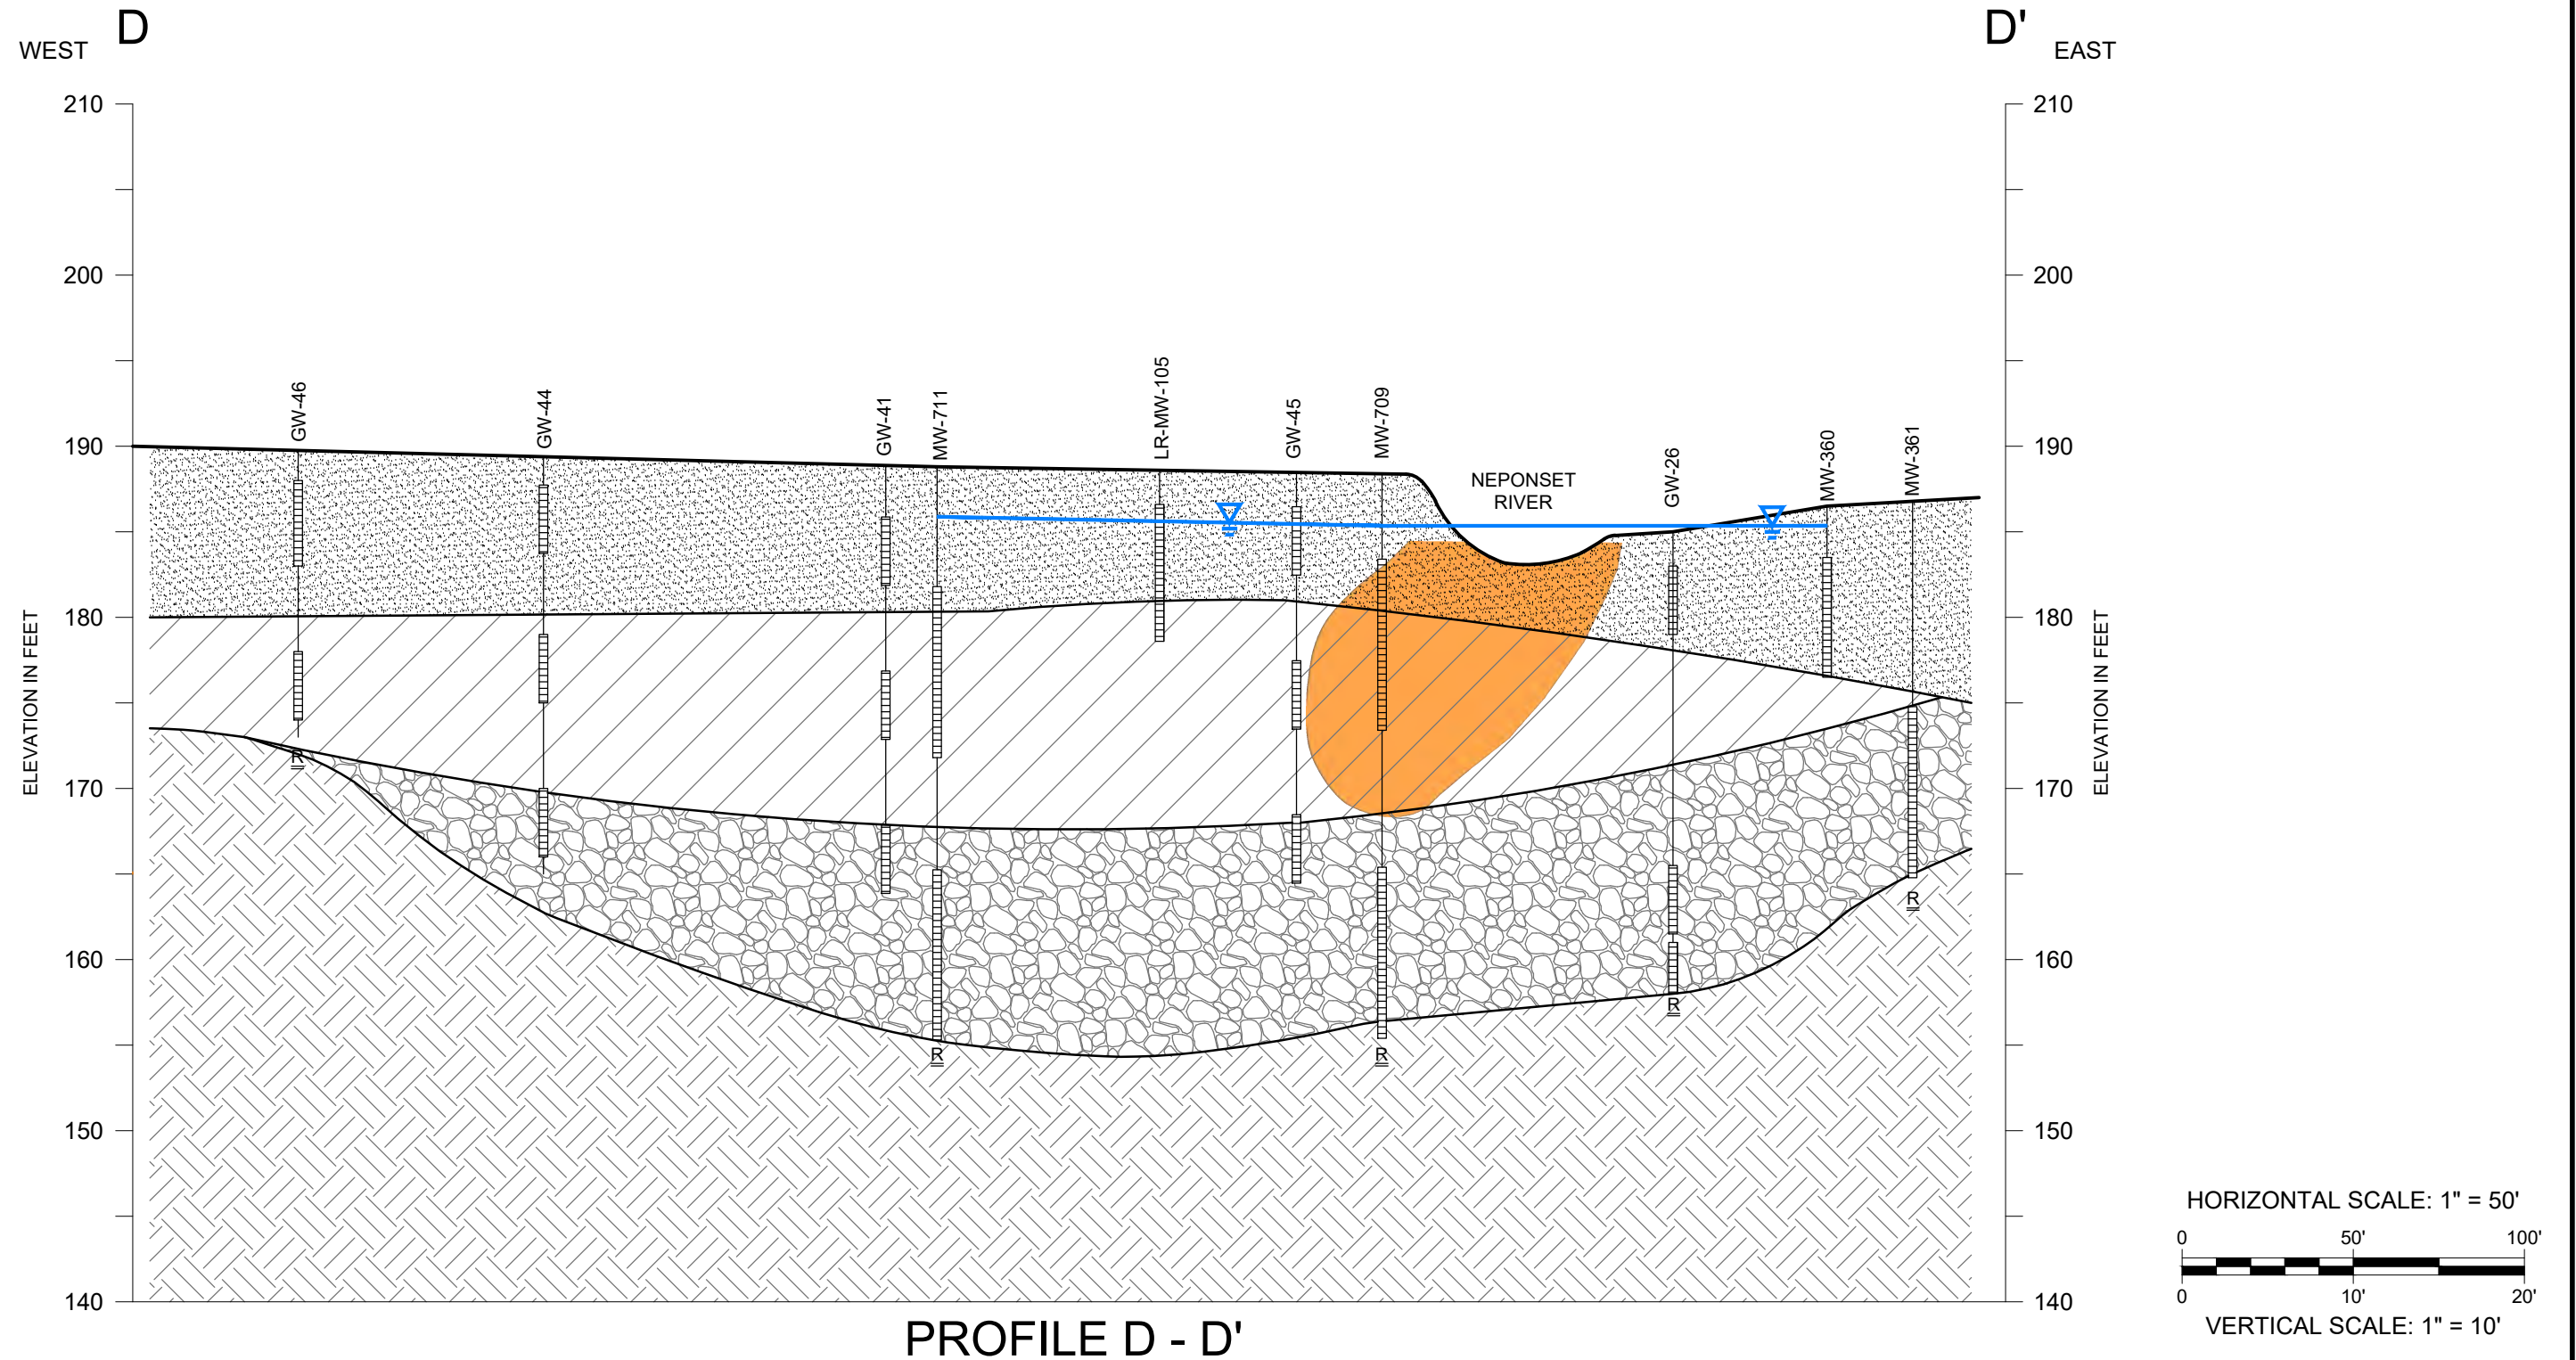 D
D'
WEST
EAST
210
210
200
200
190
190
180
180
170
170
160
160
150
150
140
140
ELEVATION IN FEET
ELEVATION IN FEET
GW-46
GW-44
GW-41
MW-711
LR-MW-105
GW-45
MW-709
NEPONSET
RIVER
GW-26
MW-360
MW-361
R
R
R
R
R
HORIZONTAL SCALE: 1" = 50'
0 50' 100'
0 10' 20'
VERTICAL SCALE: 1" = 10'
PROFILE D - D'